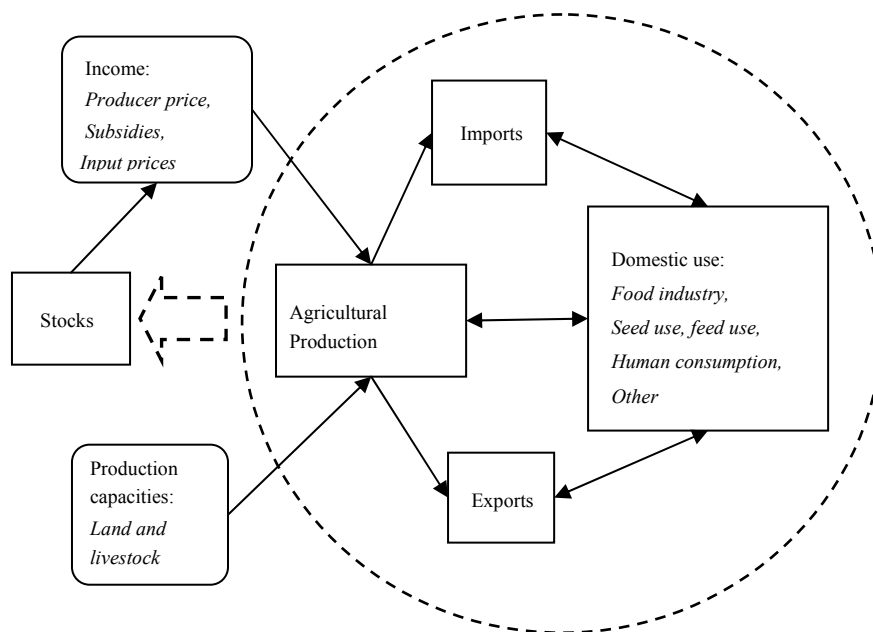 Income:
Producer price,
Subsidies,
Input prices
Imports
Domestic use:
Food industry,
Seed use, feed use,
Human consumption,
Other
Stocks
Agricultural
Production
Production
capacities:
Land and
livestock
Exports